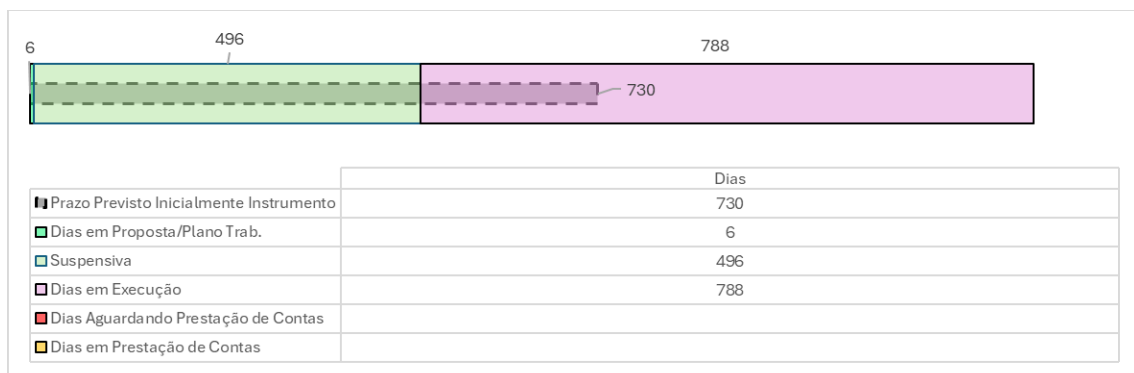 6
496
788
730
Dias
Prazo Previsto Inicialmente Instrumento 730
Dias em Proposta/Plano Trab. 6
Suspensiva 496
Dias em Execução 788
Dias Aguardando Prestação de Contas
Dias em Prestação de Contas